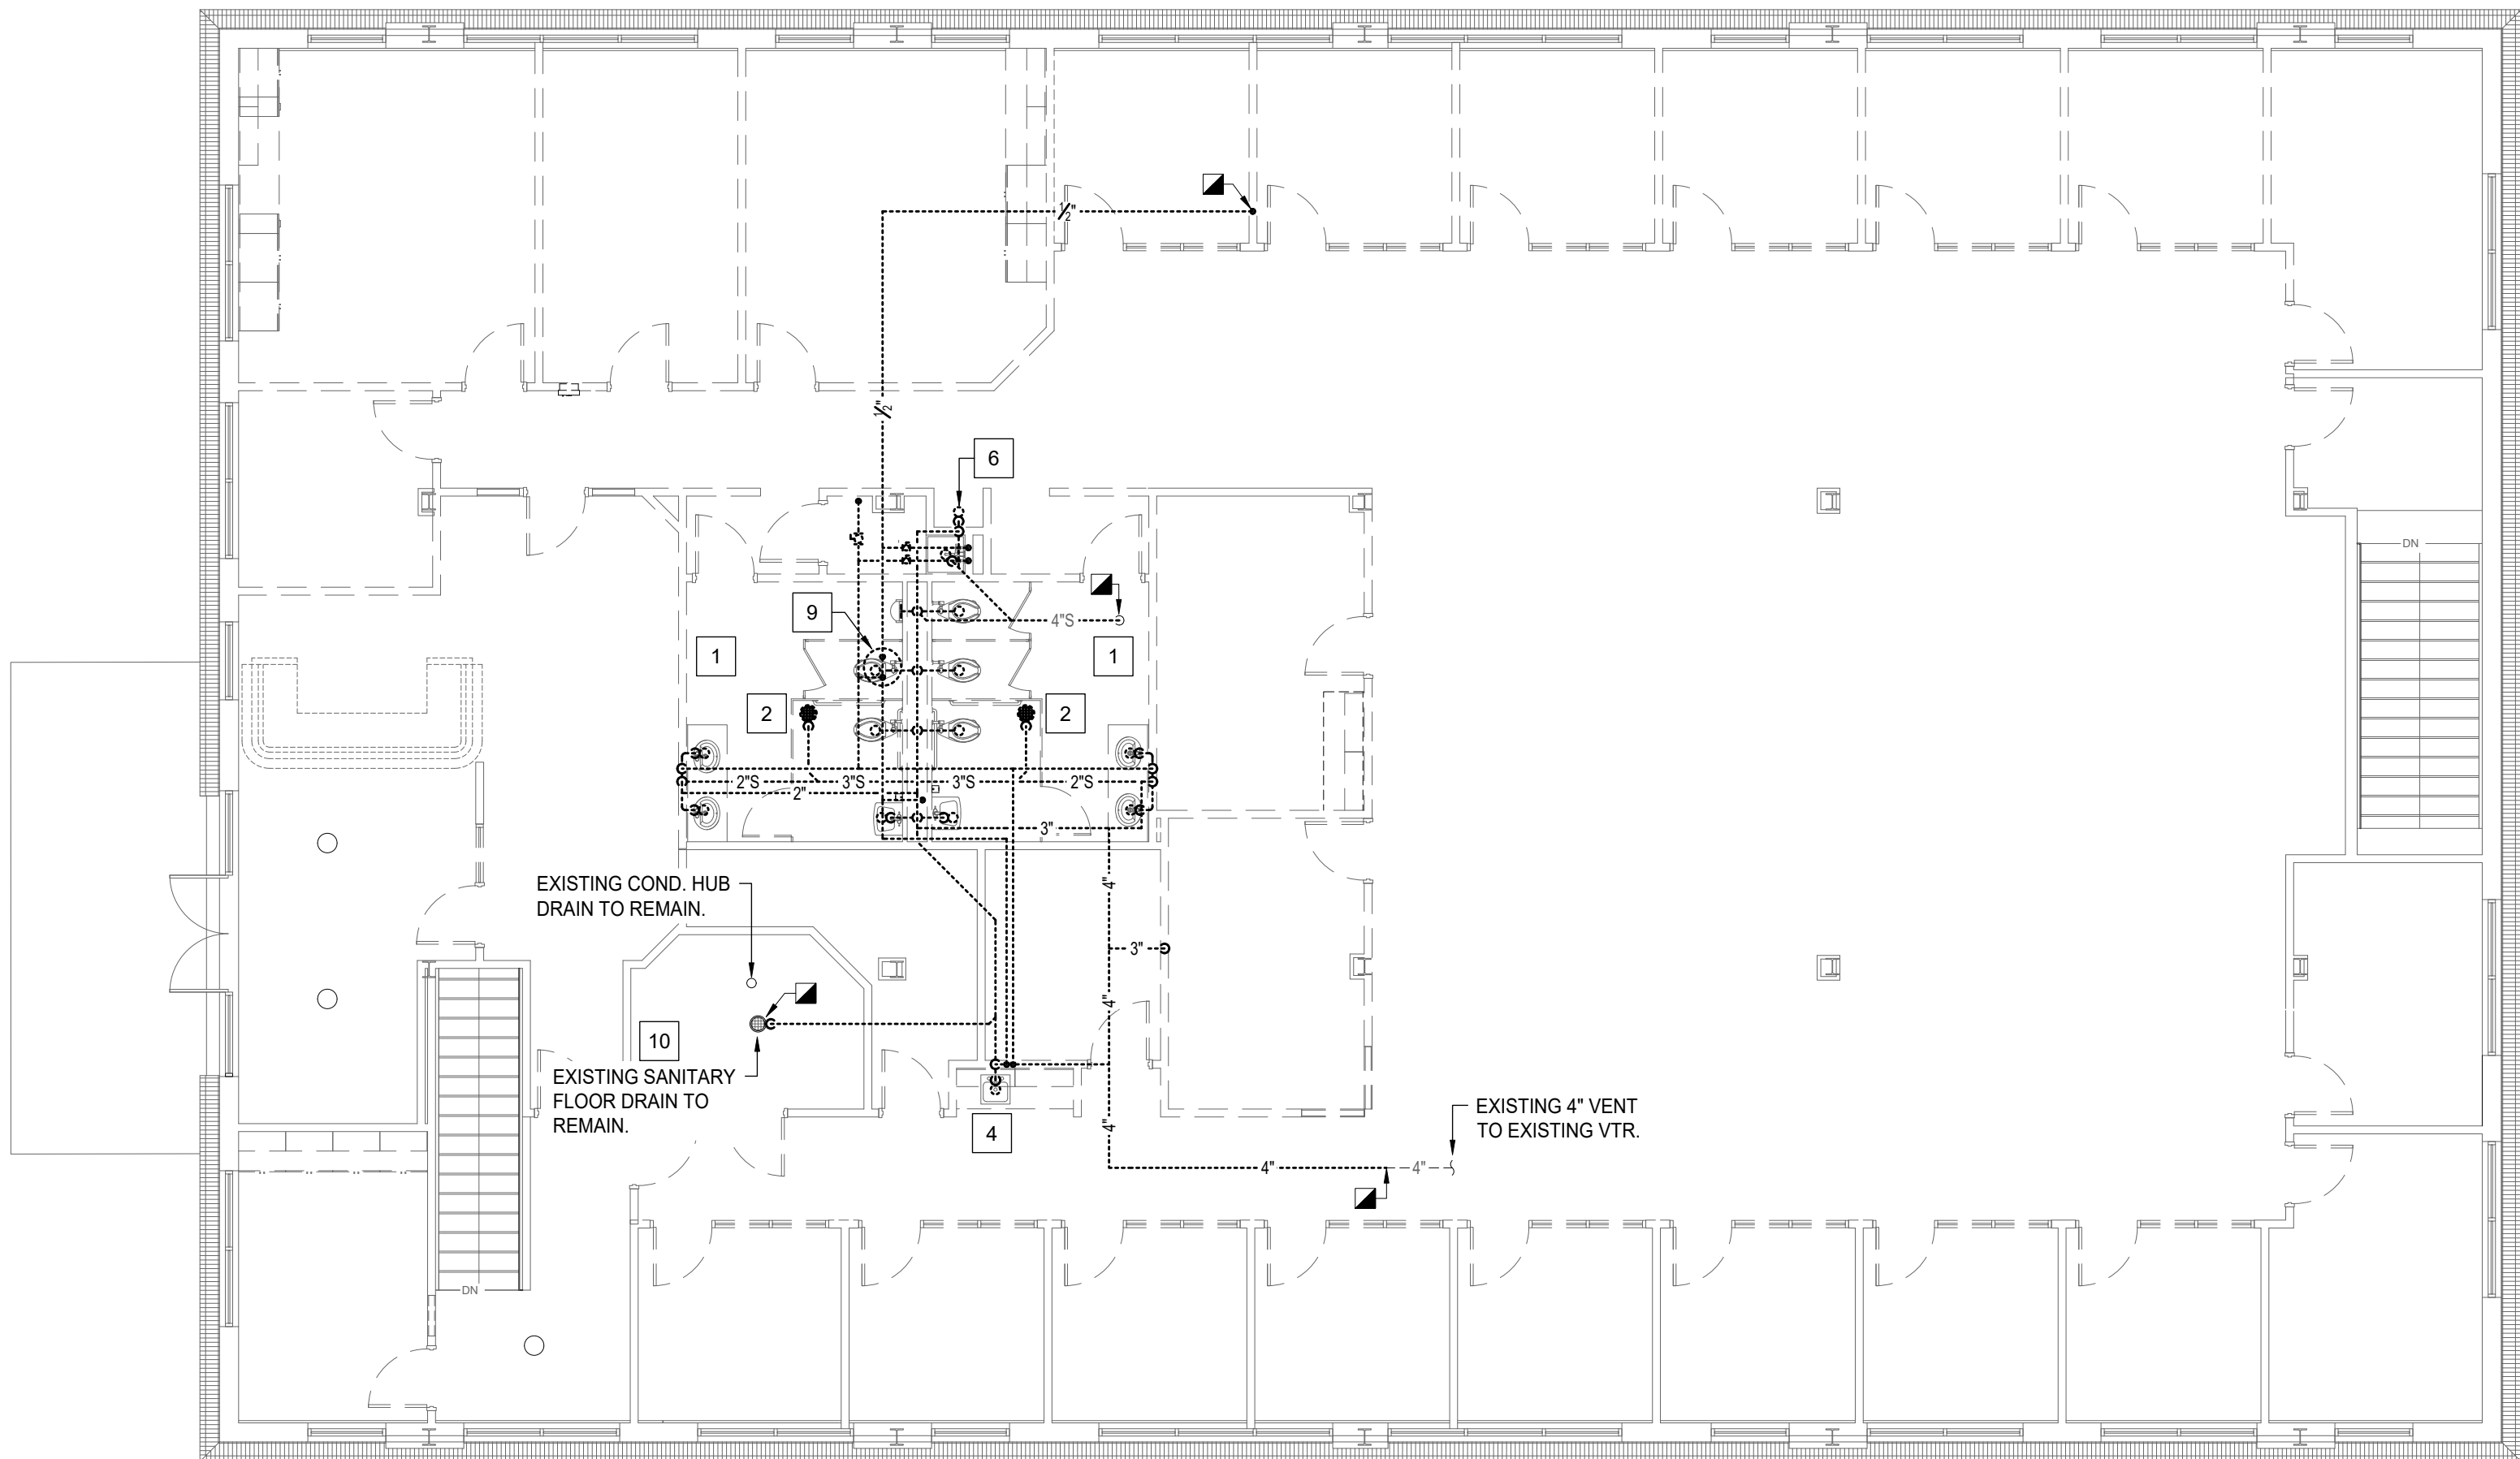 ½"
½"
6
DN
9
4"S
1
1
2
2
2"S
3"S
3"S
2"S
2"
3"
EXISTING COND. HUB
DRAIN TO REMAIN.
4"
3"
4"
10
EXISTING SANITARY
FLOOR DRAIN TO
REMAIN.
4
4"
EXISTING 4" VENT
TO EXISTING VTR.
4"
4"
DN